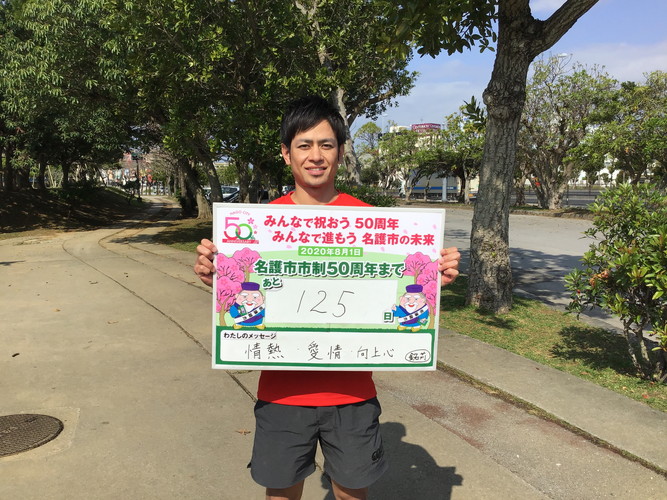 50
みんなで祝おう 50周年
みんなで進もう 名護市の未来
2020年8月1日
名護市市制50周年まで
あと 125 日
わたしのメッセージ
情熱・愛情・向上心